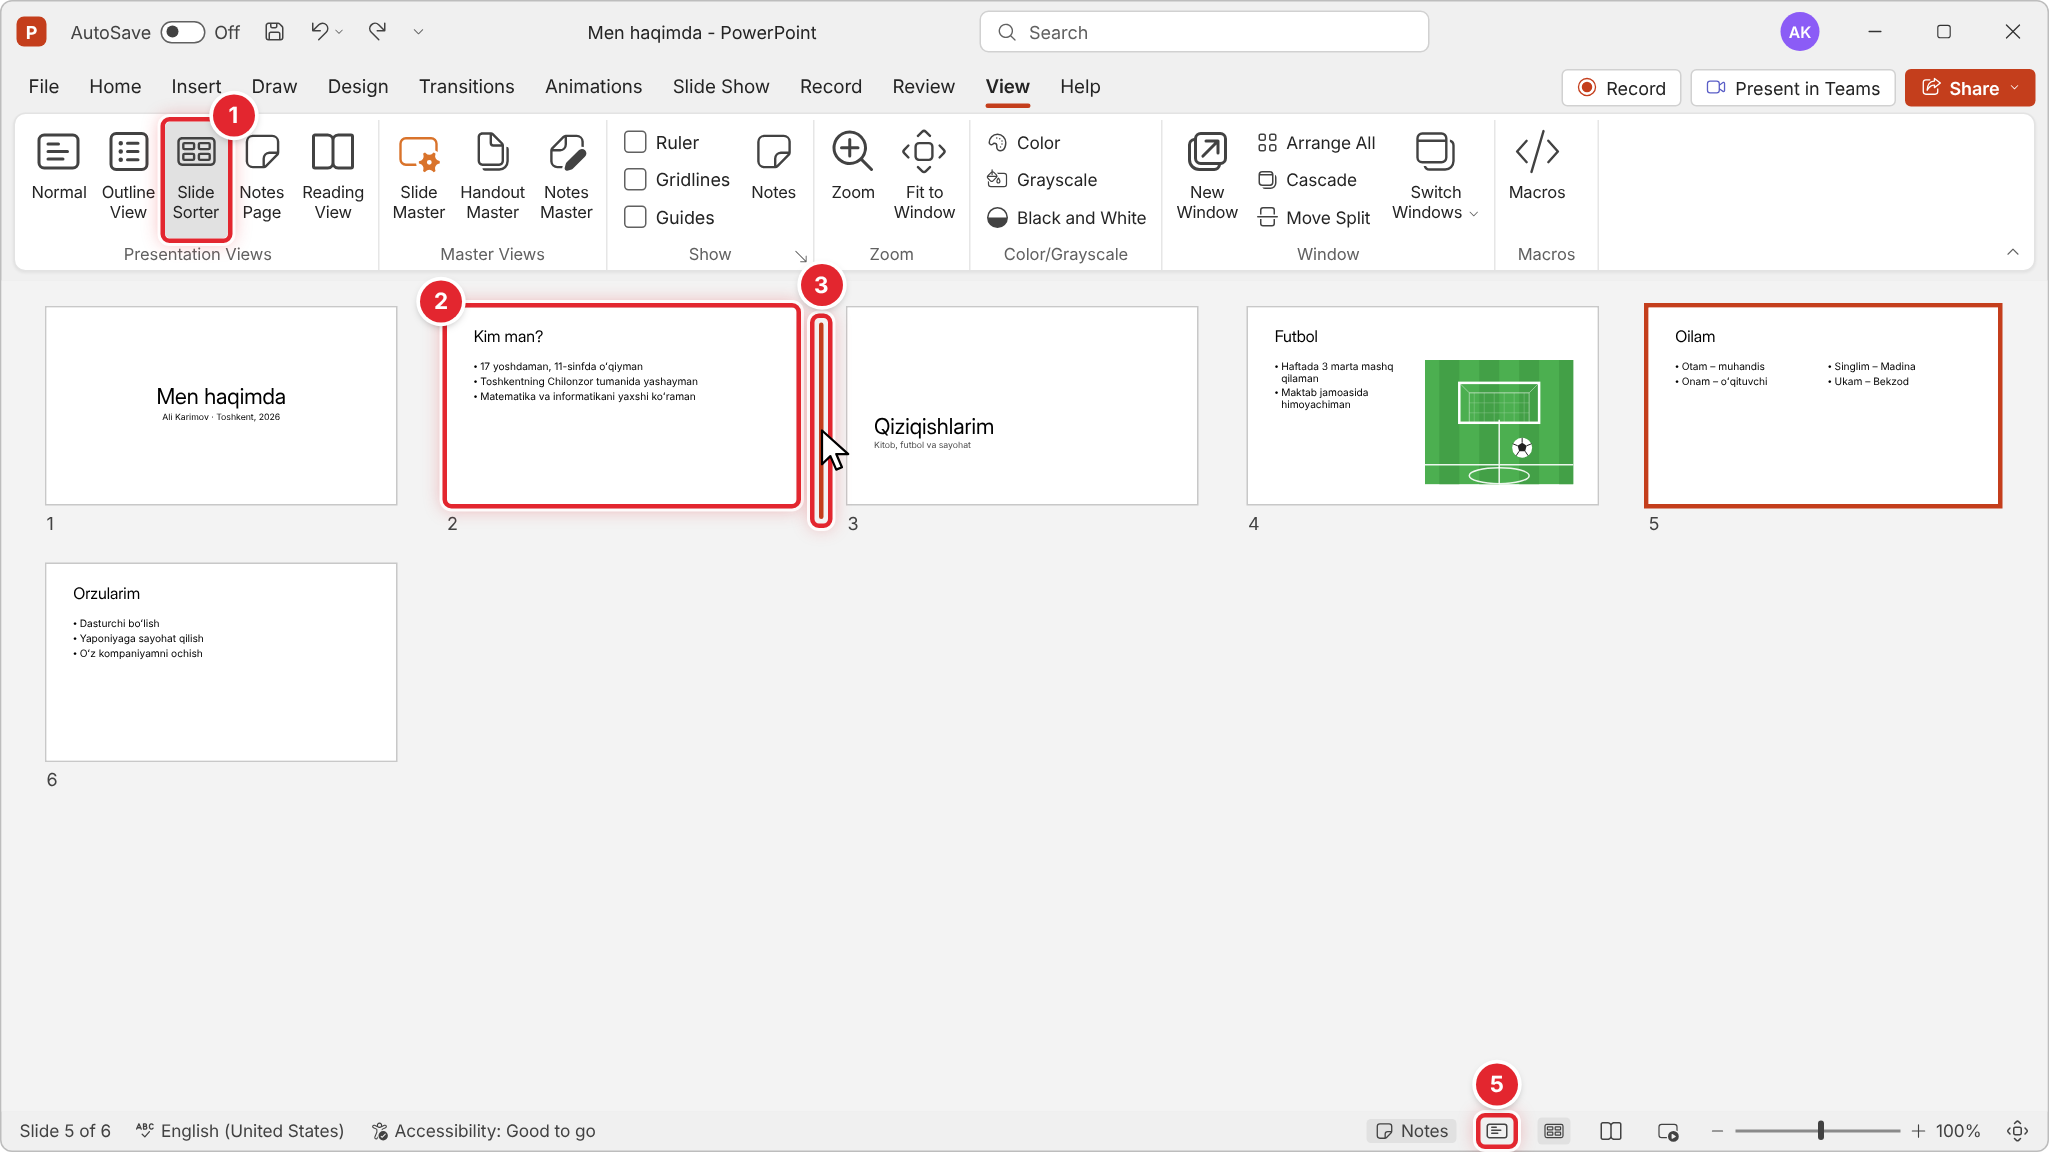 P AutoSave Off Men haqimda - PowerPoint Search AK
File Home Insert Draw Design Transitions Animations Slide Show Record Review View Help Record Present in Teams Share
1
Normal
Outline View
Slide Sorter
Notes Page
Reading View
Presentation Views
Slide Master
Handout Master
Notes Master
Master Views
Ruler
Gridlines
Guides
Notes
Show
Zoom
Fit to Window
Zoom
Color
Grayscale
Black and White
Color/Grayscale
New Window
Arrange All
Cascade
Move Split
Switch Windows
Window
Macros
Macros
2
3
Men haqimda
Ali Karimov · Toshkent, 2026
1
Kim man?
• 17 yoshdaman, 11-sinfda oʻqiyman
• Toshkentning Chilonzor tumanida yashayman
• Matematika va informatikani yaxshi koʻraman
2
Qiziqishlarim
Kitob, futbol va sayohat
3
Futbol
• Haftada 3 marta mashq
qilaman
• Maktab jamoasida
himoyachiman
4
Oilam
• Otam – muhandis
• Onam – oʻqituvchi
• Singlim – Madina
• Ukam – Bekzod
5
Orzularim
• Dasturchi boʻlish
• Yaponiyaga sayohat qilish
• Oʻz kompaniyamni ochish
6
5
Slide 5 of 6 ABC English (United States) Accessibility: Good to go Notes 100%